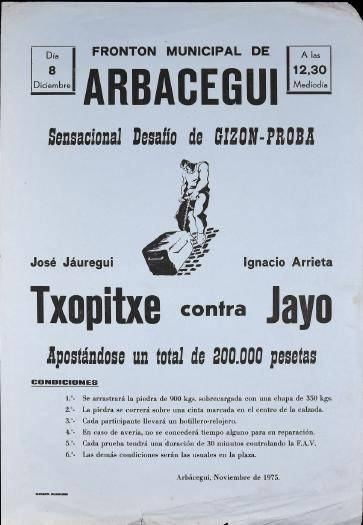 Día
8
Diciembre
FRONTON MUNICIPAL DE
ARBACEGUI
A las
12,30
Mediodía
Sensacional Desafío de GIZON-PROBA
José Jáuregui
Ignacio Arrieta
Txopitxe contra Jayo
Apostándose un total de 200.000 pesetas
CONDICIONES
1.ª- Se arrastrará la piedra de 900 kgs. sobrecargada con una chapa de 350 kgs.
2.ª- La piedra se correrá sobre una cinta marcada en el centro de la calzada.
3.ª- Cada participante llevará un botillero-relojero.
4.ª- En caso de avería, no se concederá tiempo alguno para su reparación.
5.ª- Cada prueba tendrá una duración de 30 minutos controlando la F.A.V.
6.ª- Las demás condiciones serán las usuales en la plaza.
Arbácegui, Noviembre de 1975.